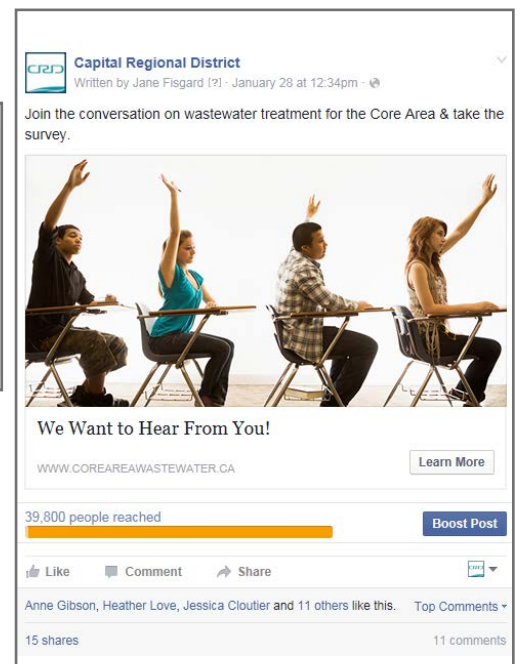 CRD
Capital Regional District
Written by Jane Fisgard [?] · January 28 at 12:34pm ·
Join the conversation on wastewater treatment for the Core Area & take the
survey.
We Want to Hear From You!
WWW.COREAREAWASTEWATER.CA
Learn More
39,800 people reached
Boost Post
Like Comment Share
CRD
Anne Gibson, Heather Love, Jessica Cloutier and 11 others like this. Top Comments
15 shares 11 comments